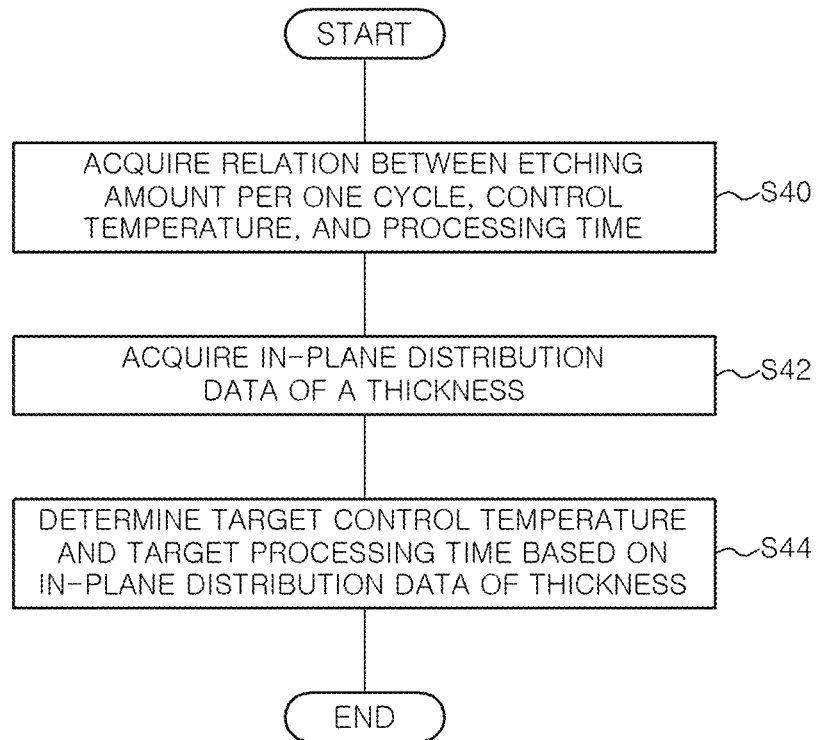 START
ACQUIRE RELATION BETWEEN ETCHING
AMOUNT PER ONE CYCLE, CONTROL
TEMPERATURE, AND PROCESSING TIME
S40
ACQUIRE IN-PLANE DISTRIBUTION
DATA OF A THICKNESS
S42
DETERMINE TARGET CONTROL TEMPERATURE
AND TARGET PROCESSING TIME BASED ON
IN-PLANE DISTRIBUTION DATA OF THICKNESS
S44
END